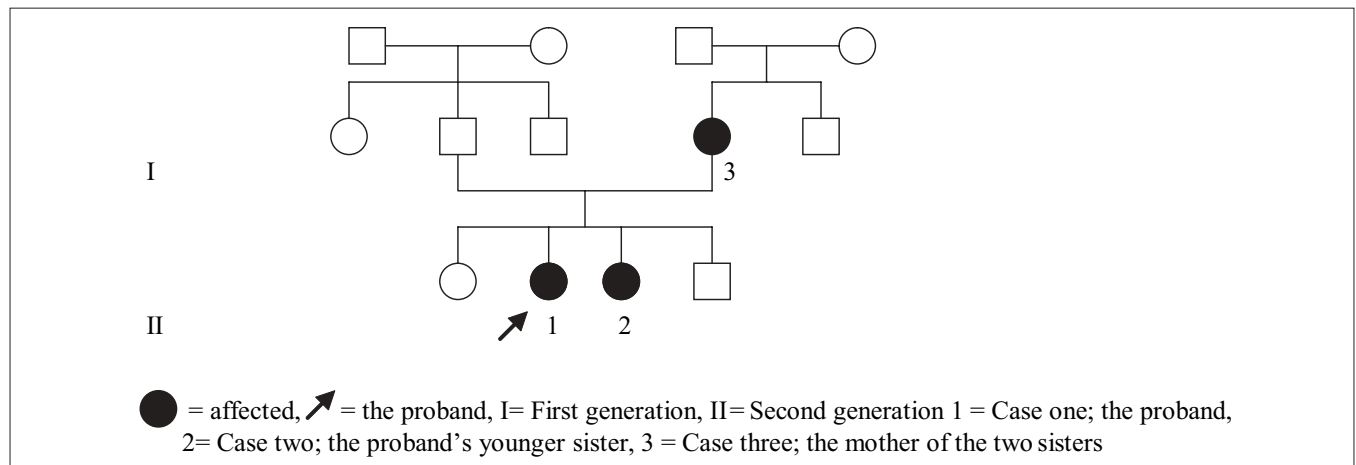 I
3
II
1
2
= affected, = the proband, I= First generation, II= Second generation 1 = Case one; the proband,
2= Case two; the proband's younger sister, 3 = Case three; the mother of the two sisters